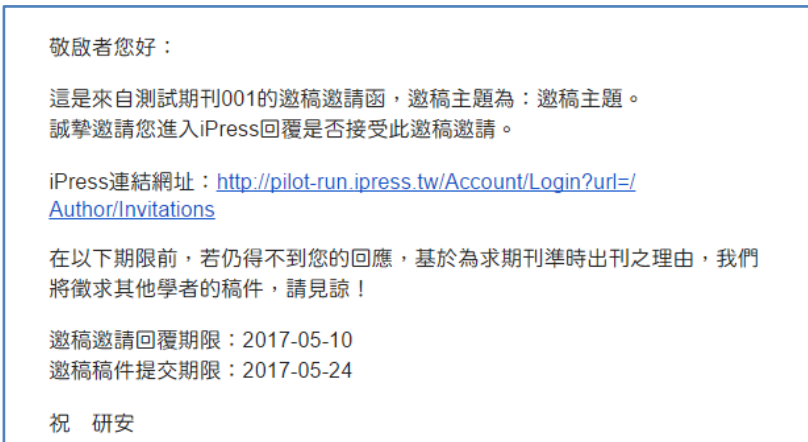 敬啟者您好：
這是來自測試期刊001的邀稿邀請函，邀稿主題為：邀稿主題。
誠摯邀請您進入iPress回覆是否接受此邀稿邀請。
iPress連結網址：http://pilot-run.ipress.tw/Account/Login?url=/
Author/Invitations
在以下期限前，若仍得不到您的回應，基於為求期刊準時出刊之理由，我們
將徵求其他學者的稿件，請見諒！
邀稿邀請回覆期限：2017-05-10
邀稿稿件提交期限：2017-05-24
祝　研安